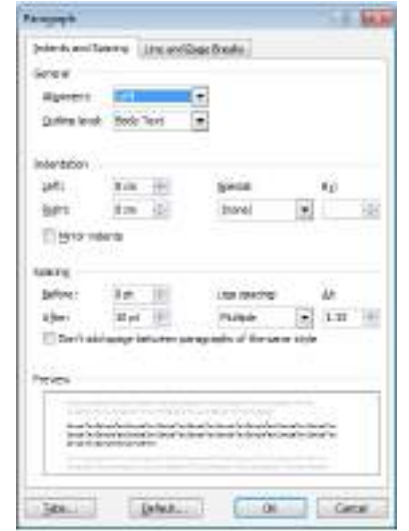 Paragraph
Indents and Spacing Line and Page Breaks
General
Alignment: Left
Outline level: Body Text
Indentation
Left: 0 cm Special: By:
Right: 0 cm (none)
Mirror indents
Spacing
Before: 0 pt Line spacing: At:
After: 10 pt Multiple
Don't add space between paragraphs of the same style
Preview
Tabs... Default... OK Cancel